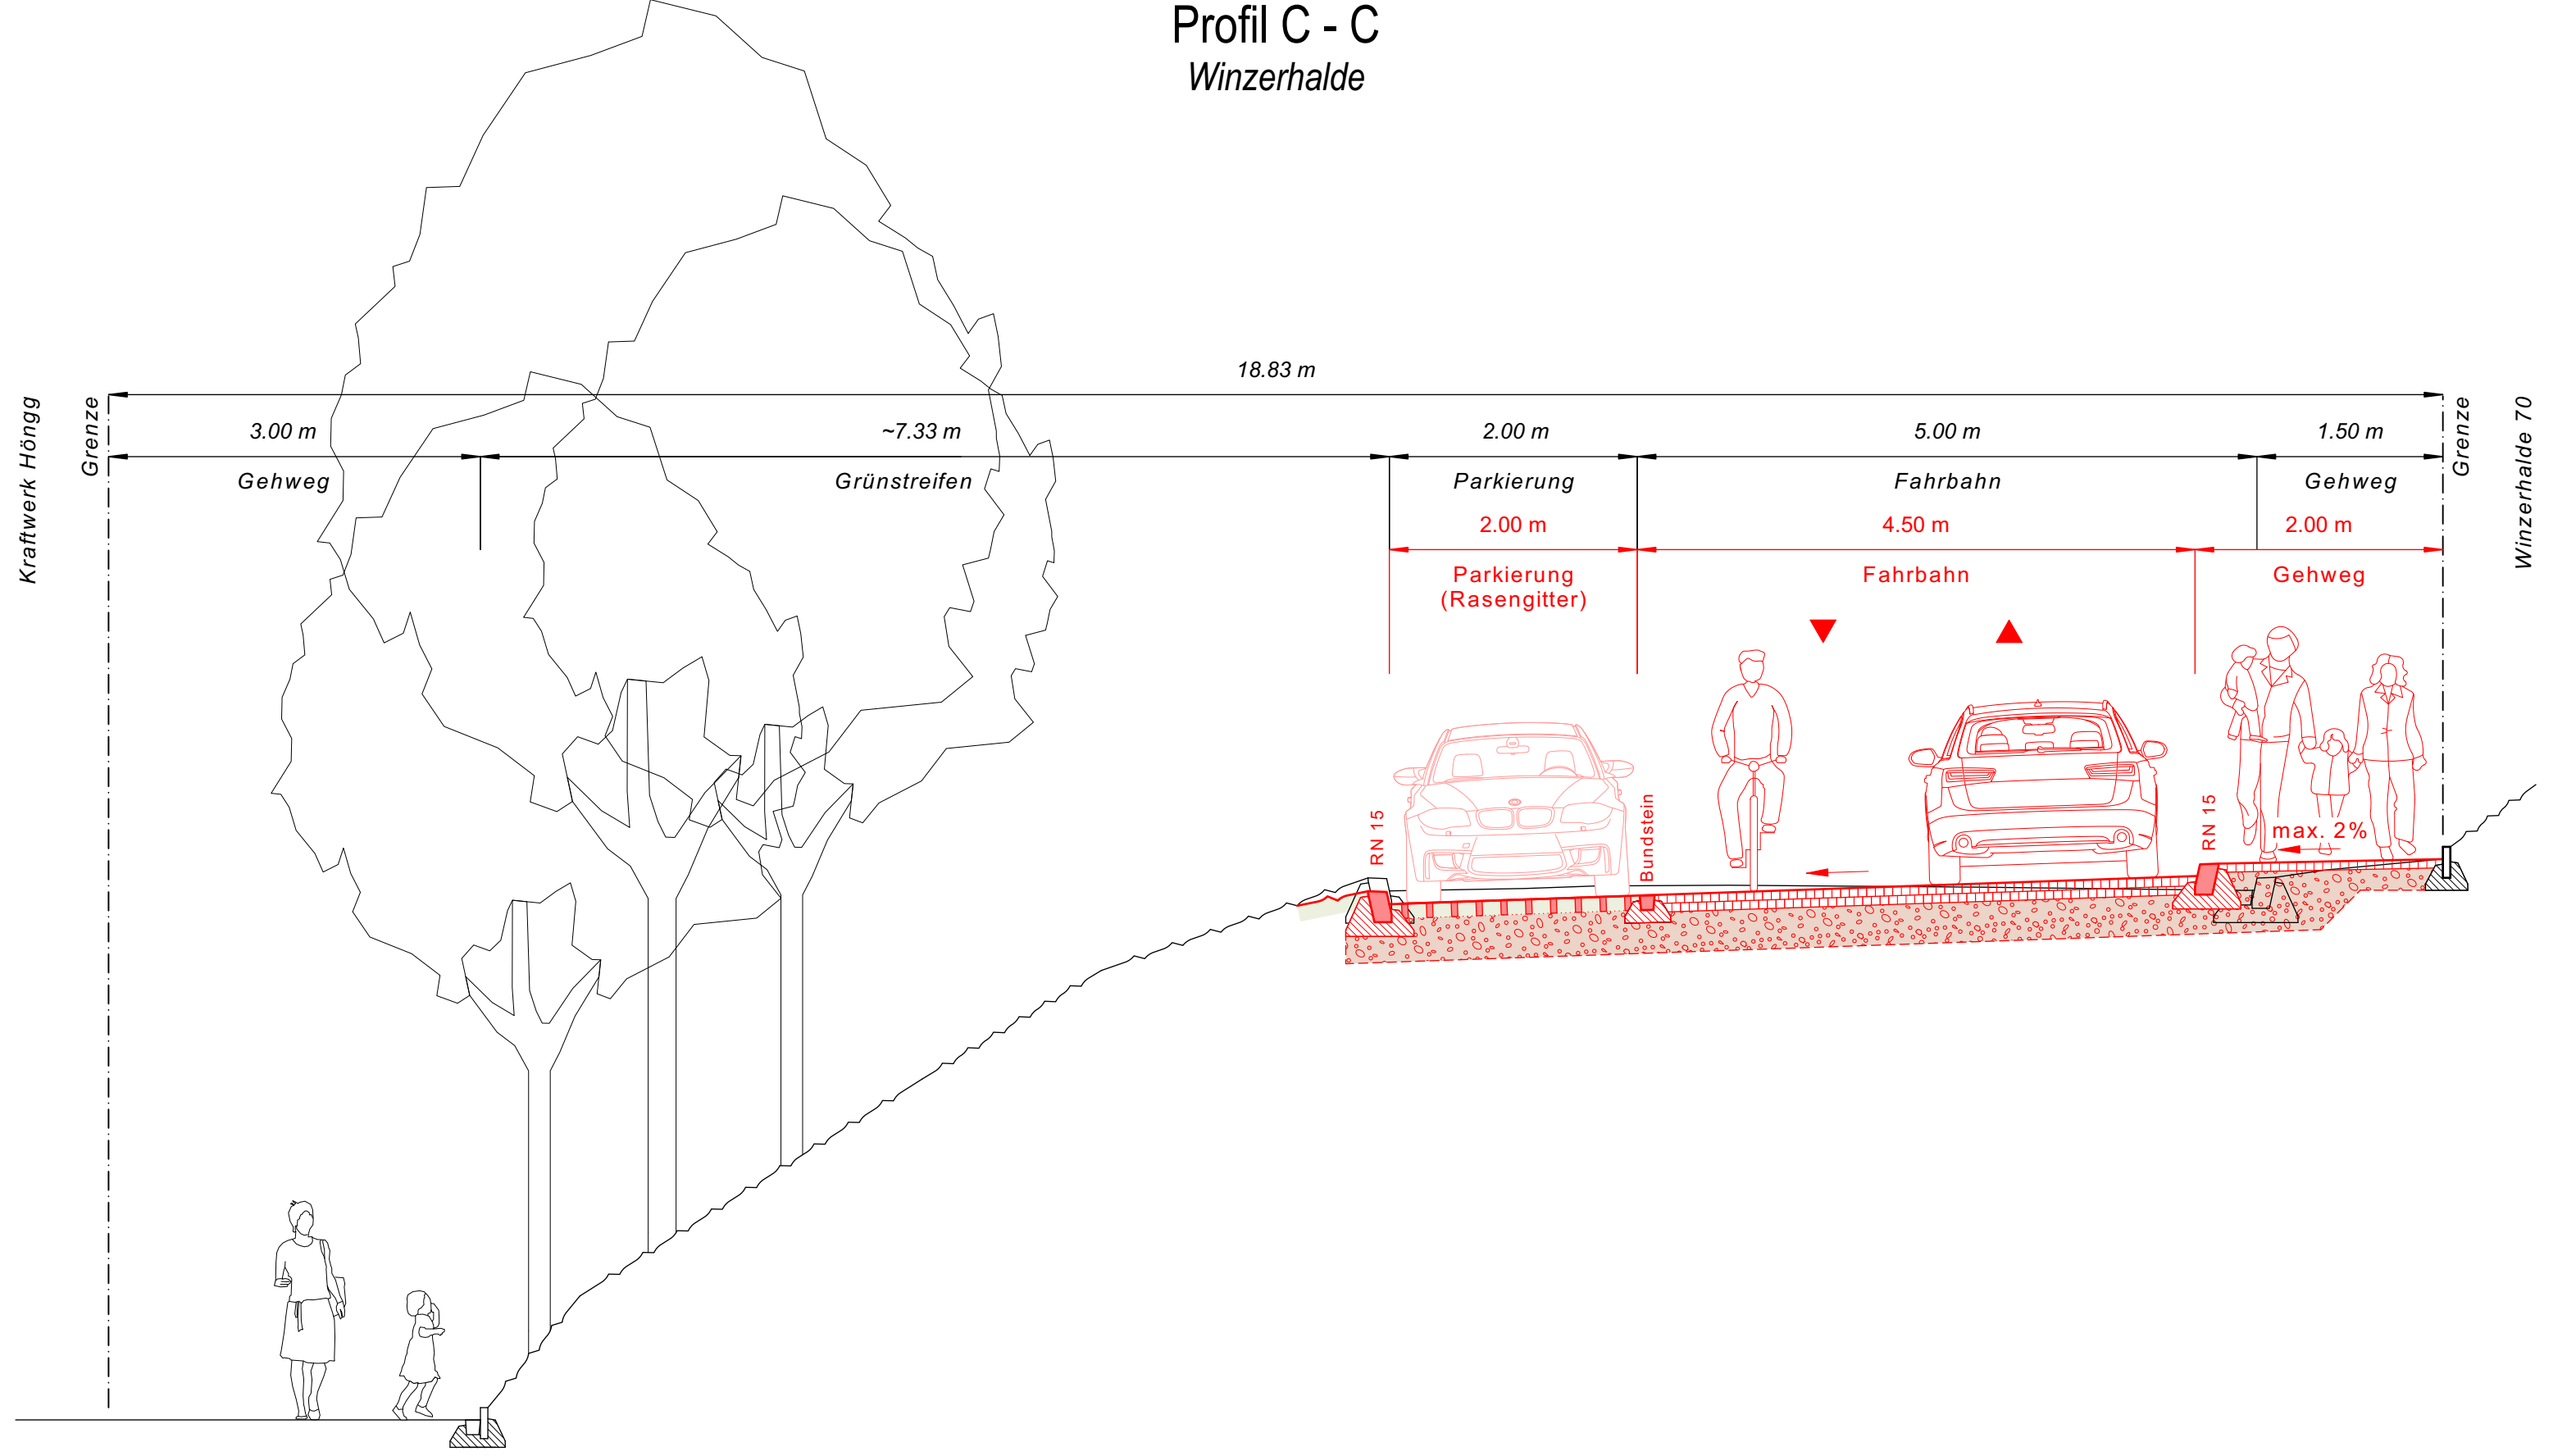 Profil C - C
Winzerhalde
18.83 m
Kraftwerk Höngg
Grenze
Grenze
Winzerhalde 70
3.00 m
~7.33 m
2.00 m
5.00 m
1.50 m
Gehweg
Grünstreifen
Parkierung
Fahrbahn
Gehweg
2.00 m
4.50 m
2.00 m
Parkierung
(Rasengitter)
Fahrbahn
Gehweg
RN 15
Bundstein
RN 15
max. 2%